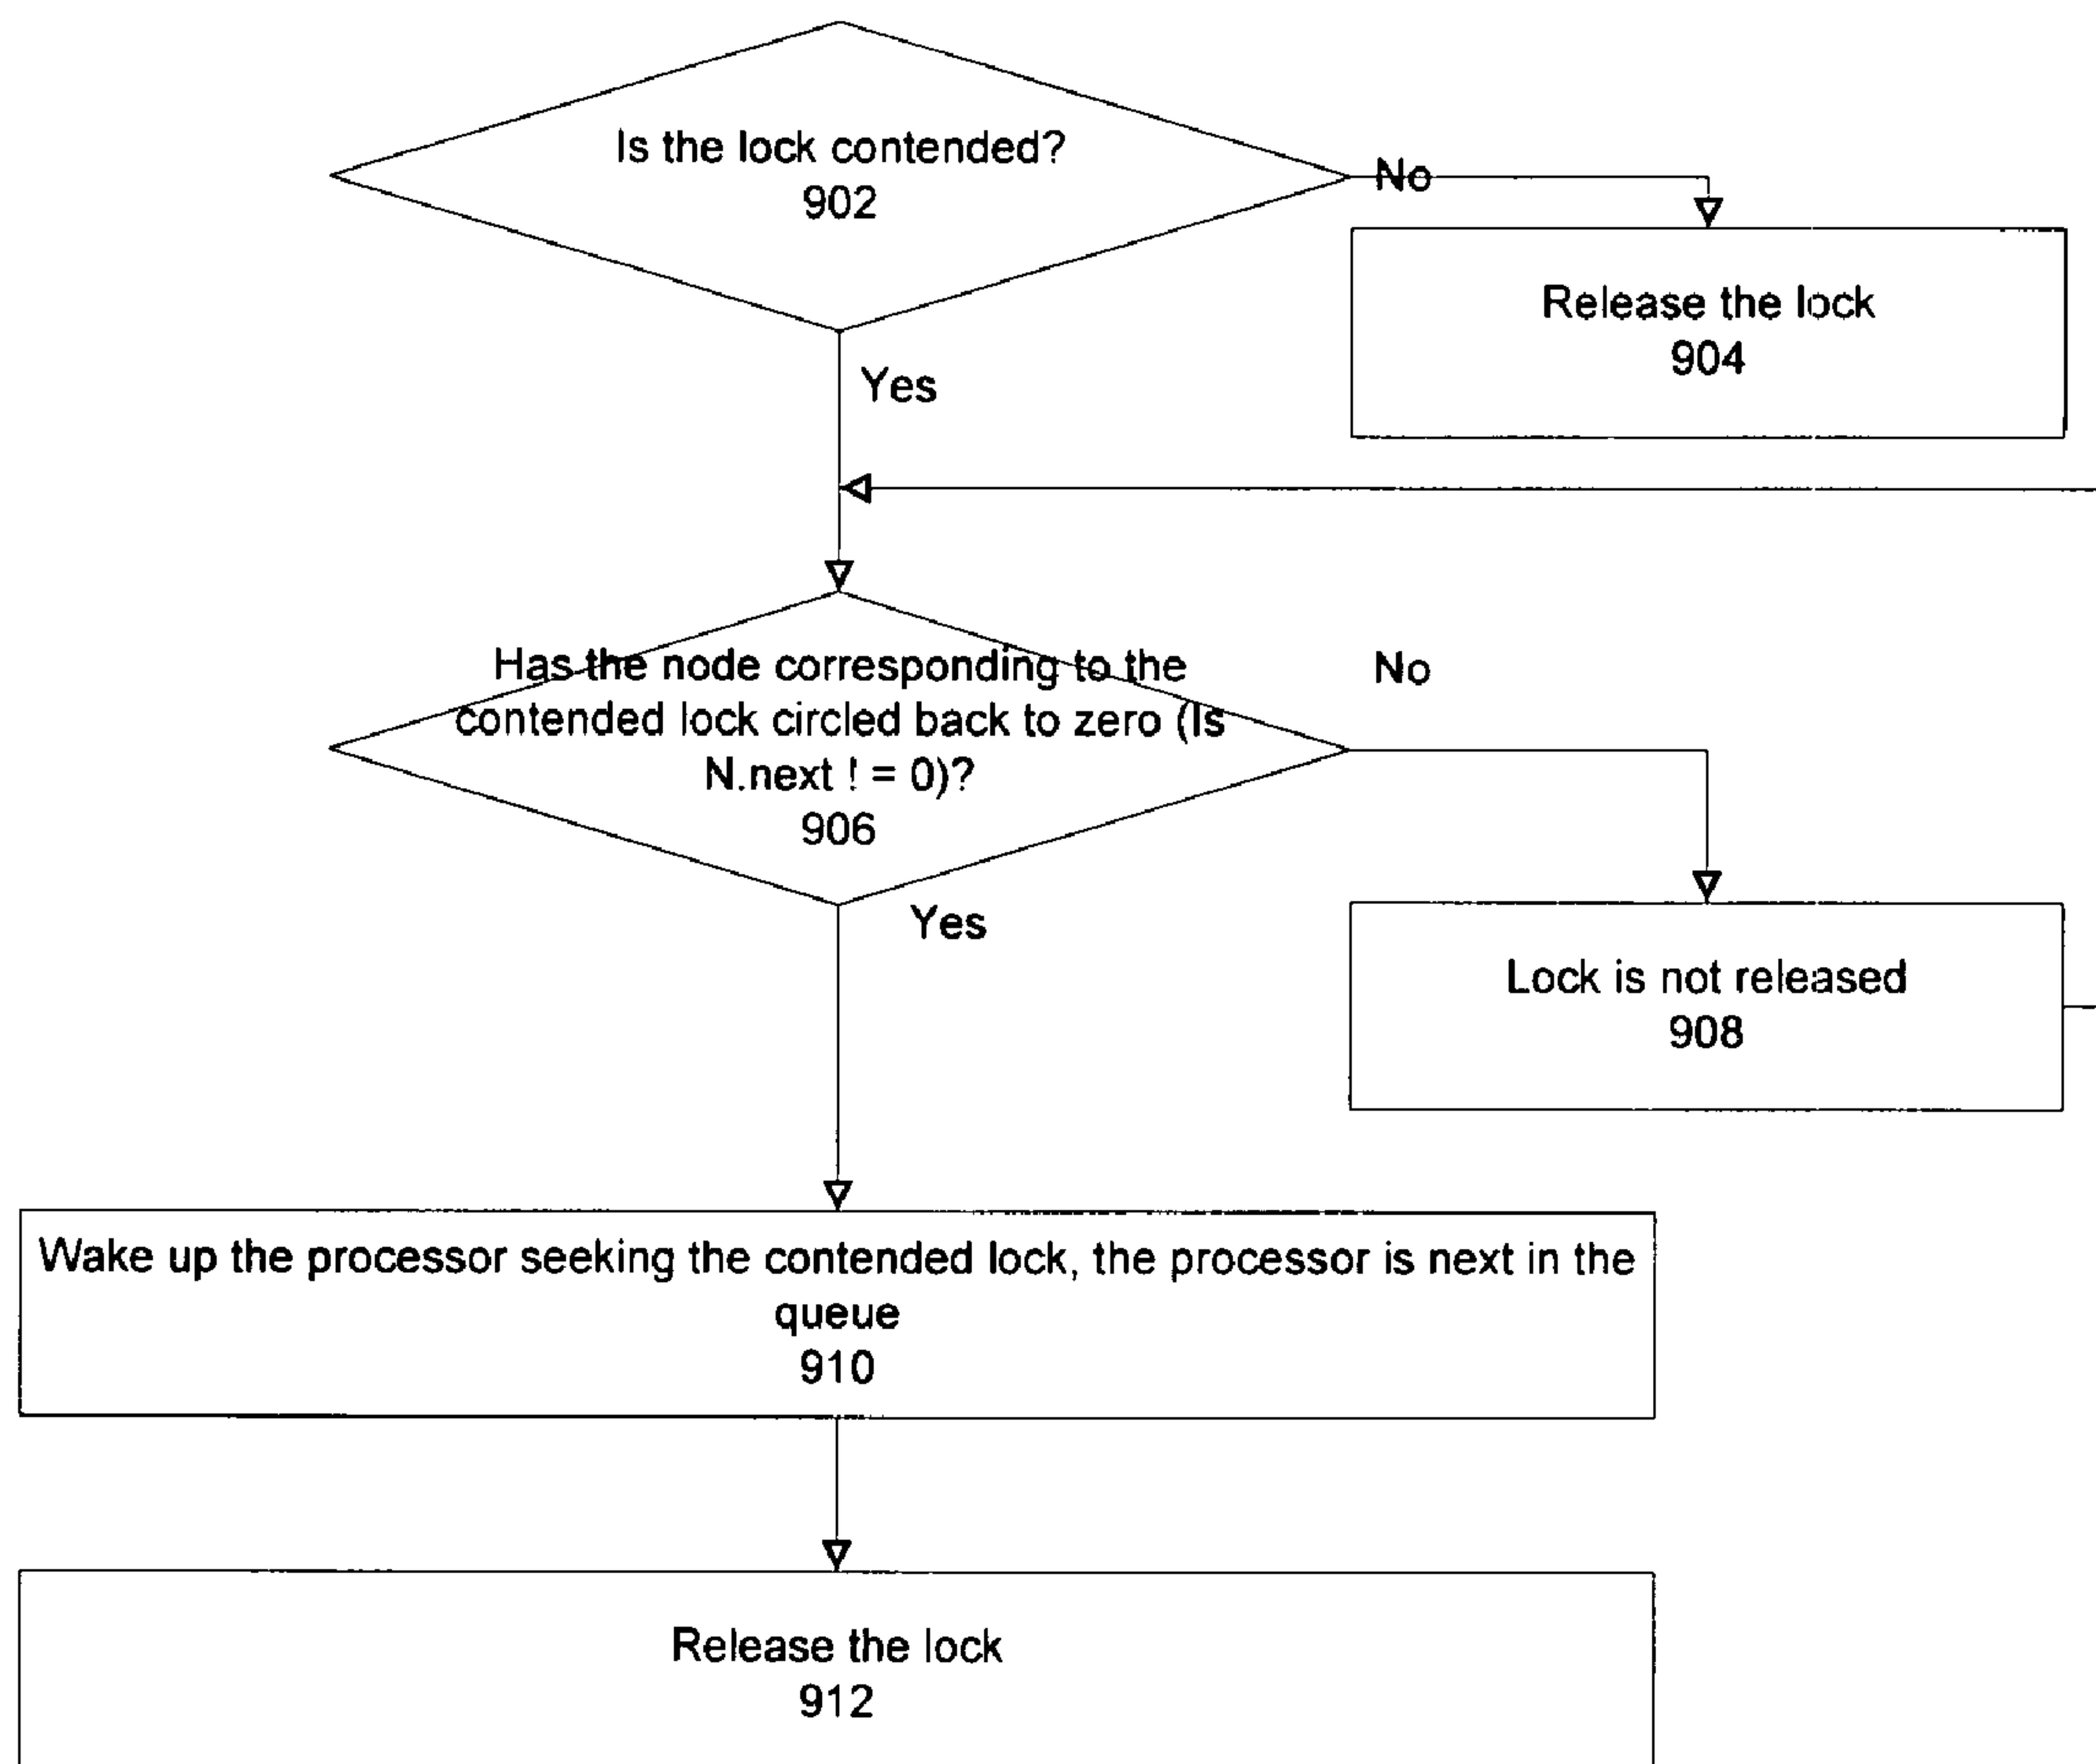 Is the lock contended?
902
No
Release the lock
904
Yes
Has the node corresponding to the
contended lock circled back to zero (Is
N.next ! = 0)?
906
No
Yes
Lock is not released
908
Wake up the processor seeking the contended lock, the processor is next in the
queue
910
Release the lock
912